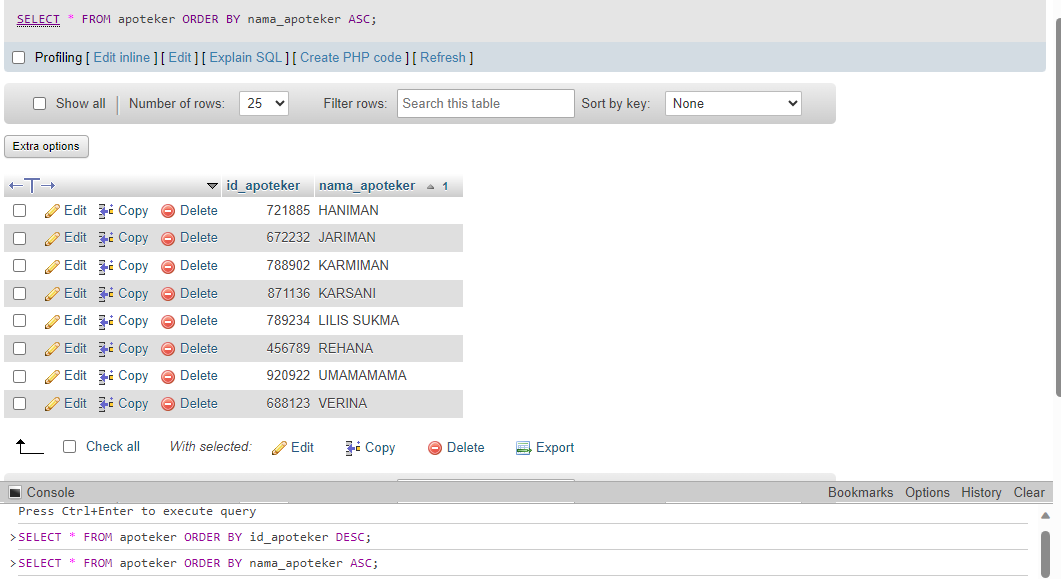 SELECT * FROM apoteker ORDER BY nama_apoteker ASC;
Profiling [ Edit inline ] [ Edit ] [ Explain SQL ] [ Create PHP code ] [ Refresh ]
Show all | Number of rows: 25 Filter rows: Search this table Sort by key: None
Extra options
←T→ id_apoteker nama_apoteker 1
Edit Copy Delete 721885 HANIMAN
Edit Copy Delete 672232 JARIMAN
Edit Copy Delete 788902 KARMIMAN
Edit Copy Delete 871136 KARSANI
Edit Copy Delete 789234 LILIS SUKMA
Edit Copy Delete 456789 REHANA
Edit Copy Delete 920922 UMAMAMAMA
Edit Copy Delete 688123 VERINA
Check all With selected: Edit Copy Delete Export
Console Bookmarks Options History Clear
Press Ctrl+Enter to execute query
>SELECT * FROM apoteker ORDER BY id_apoteker DESC;
>SELECT * FROM apoteker ORDER BY nama_apoteker ASC;